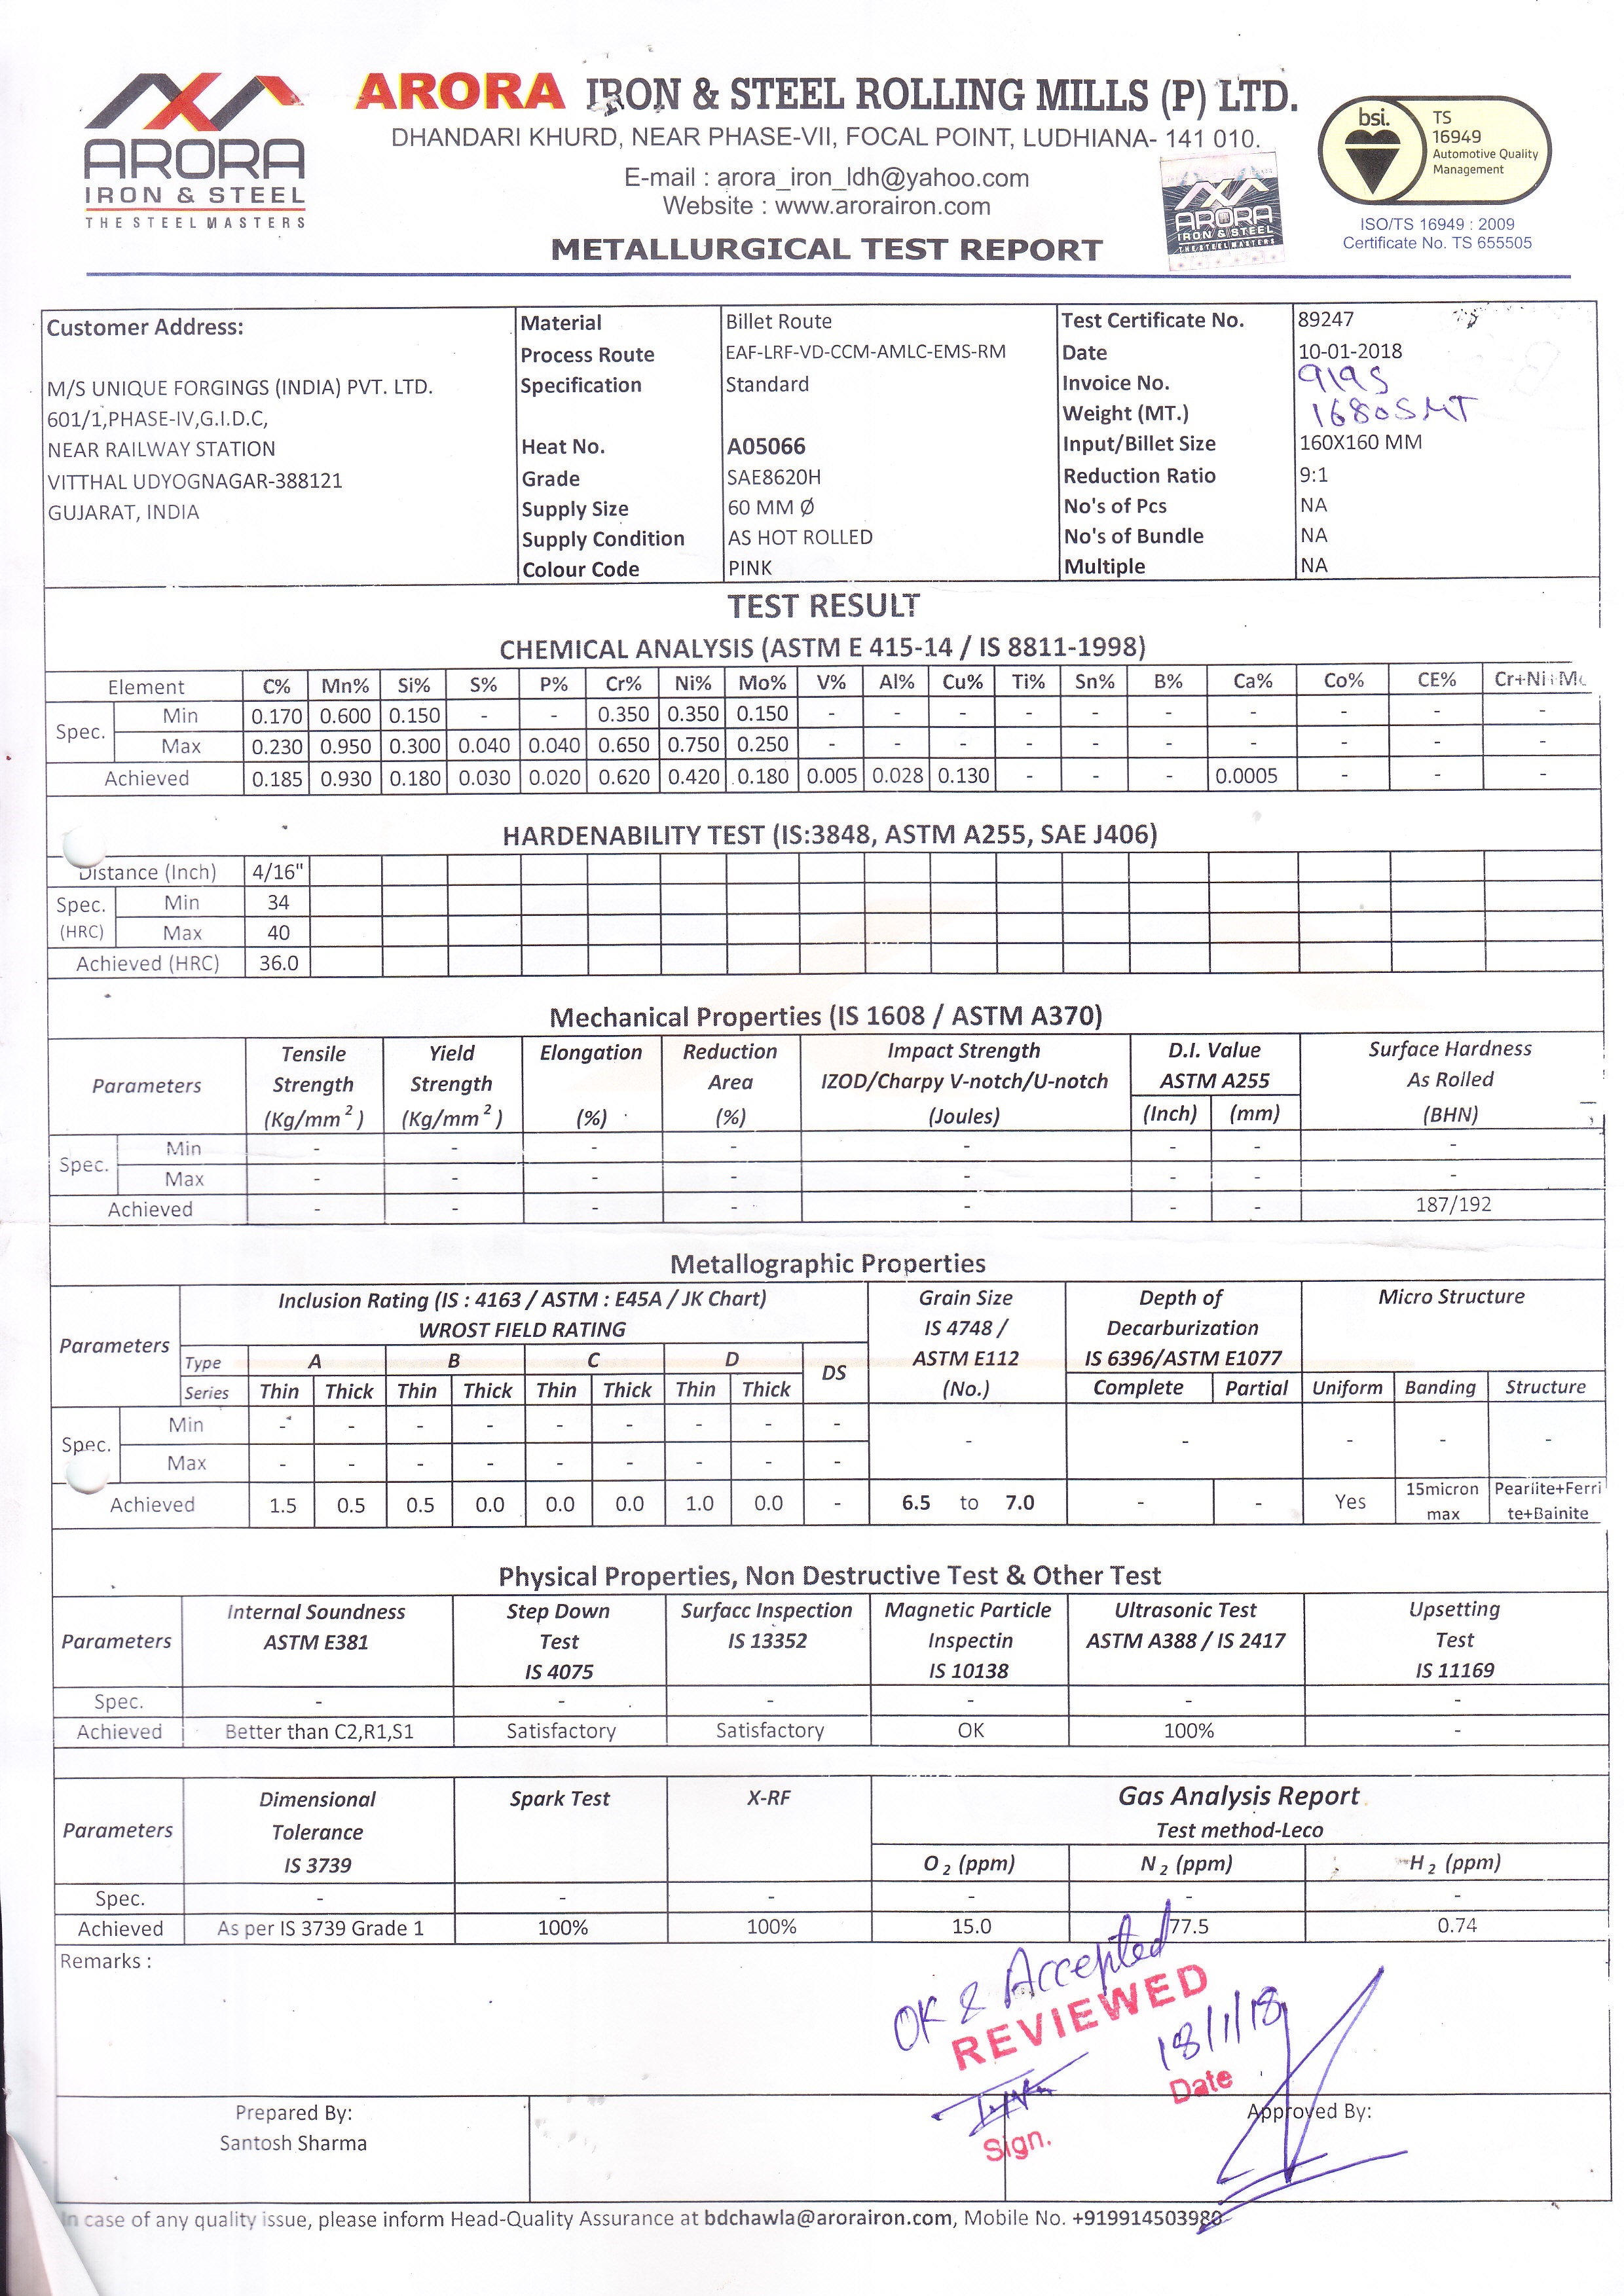 ARORA IRON & STEEL ROLLING MILLS (P) LTD.
DHANDARI KHURD, NEAR PHASE-VII, FOCAL POINT, LUDHIANA- 141 010.
E-mail : arora_iron_ldh@yahoo.com
Website : www.arorairon.com
METALLURGICAL TEST REPORT
ARORA
IRON & STEEL
THE STEEL MASTERS
ARORA
IRON & STEEL
THE STEEL MASTERS
bsi. TS
16949
Automotive Quality
Management
ISO/TS 16949 : 2009
Certificate No. TS 655505
Customer Address:
M/S UNIQUE FORGINGS (INDIA) PVT. LTD.
601/1,PHASE-IV,G.I.D.C,
NEAR RAILWAY STATION
VITTHAL UDYOGNAGAR-388121
GUJARAT, INDIA
Material Billet Route
Process Route EAF-LRF-VD-CCM-AMLC-EMS-RM
Specification Standard
Heat No. A05066
Grade SAE8620H
Supply Size 60 MM Ø
Supply Condition AS HOT ROLLED
Colour Code PINK
Test Certificate No. 89247
Date 10-01-2018
Invoice No. 9195
Weight (MT.)
Input/Billet Size 160X160 MM
Reduction Ratio 9:1
No's of Pcs NA
No's of Bundle NA
Multiple NA
TEST RESULT
CHEMICAL ANALYSIS (ASTM E 415-14 / IS 8811-1998)
Element C% Mn% Si% S% P% Cr% Ni% Mo% V% Al% Cu% Ti% Sn% B% Ca% Co% CE% Cr+Ni+Mo
Spec. Min 0.170 0.600 0.150 - - 0.350 0.350 0.150 - - - - - - - - - -
Max 0.230 0.950 0.300 0.040 0.040 0.650 0.750 0.250 - - - - - - - - - -
Achieved 0.185 0.930 0.180 0.030 0.020 0.620 0.420 0.180 0.005 0.028 0.130 - - - 0.0005 - - -
HARDENABILITY TEST (IS:3848, ASTM A255, SAE J406)
Distance (Inch) 4/16"
Spec. (HRC) Min 34
Max 40
Achieved (HRC) 36.0
Mechanical Properties (IS 1608 / ASTM A370)
Parameters
Tensile Strength (Kg/mm²)
Yield Strength (Kg/mm²)
Elongation (%)
Reduction Area (%)
Impact Strength IZOD/Charpy V-notch/U-notch (Joules)
D.I. Value ASTM A255 (Inch) (mm)
Surface Hardness As Rolled (BHN)
Spec. Min - - - - - - - -
Max - - - - - - - -
Achieved - - - - - - - 187/192
Metallographic Properties
Parameters
Inclusion Rating (IS : 4163 / ASTM : E45A / JK Chart)
WROST FIELD RATING
Type A B C D DS
Series Thin Thick Thin Thick Thin Thick Thin Thick
Grain Size IS 4748 / ASTM E112 (No.)
Depth of Decarburization IS 6396/ASTM E1077
Complete Partial
Micro Structure
Uniform Banding Structure
Spec. Min - - - - - - - - - - - - - -
Max - - - - - - - - -
Achieved 1.5 0.5 0.5 0.0 0.0 0.0 1.0 0.0 - 6.5 to 7.0 - - Yes 15micron max Peariite+Ferrite+Bainite
Physical Properties, Non Destructive Test & Other Test
Parameters
Internal Soundness ASTM E381
Step Down Test IS 4075
Surfacc Inspection IS 13352
Magnetic Particle Inspectin IS 10138
Ultrasonic Test ASTM A388 / IS 2417
Upsetting Test IS 11169
Spec. - - - - - -
Achieved Better than C2,R1,S1 Satisfactory Satisfactory OK 100% -
Parameters
Dimensional Tolerance IS 3739
Spark Test
X-RF
Gas Analysis Report
Test method-Leco
O₂ (ppm) N₂ (ppm) H₂ (ppm)
Spec. - - - - - -
Achieved As per IS 3739 Grade 1 100% 100% 15.0 77.5 0.74
Remarks :
OK & Accepted
REVIEWED
18/1/18
Date
Sign.
Prepared By:
Santosh Sharma
Approved By:
In case of any quality issue, please inform Head-Quality Assurance at bdchawla@arorairon.com, Mobile No. +919914503980